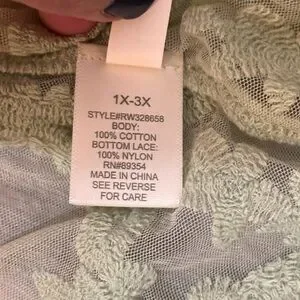 1X-3X
STYLE#RW328658
BODY:
100% COTTON
BOTTOM LACE:
100% NYLON
RN#89354
MADE IN CHINA
SEE REVERSE
FOR CARE